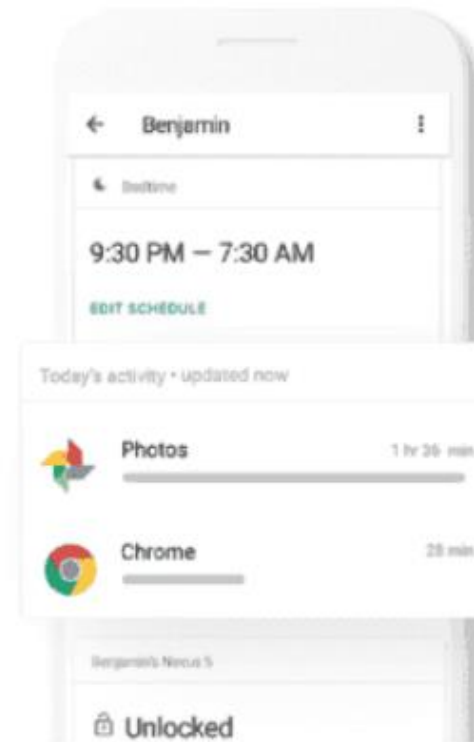 Benjamin
Bedtime
9:30 PM — 7:30 AM
EDIT SCHEDULE
Today's activity • updated now
Photos 1 hr 36 min
Chrome 28 min
Benjamin's Nexus 5
Unlocked